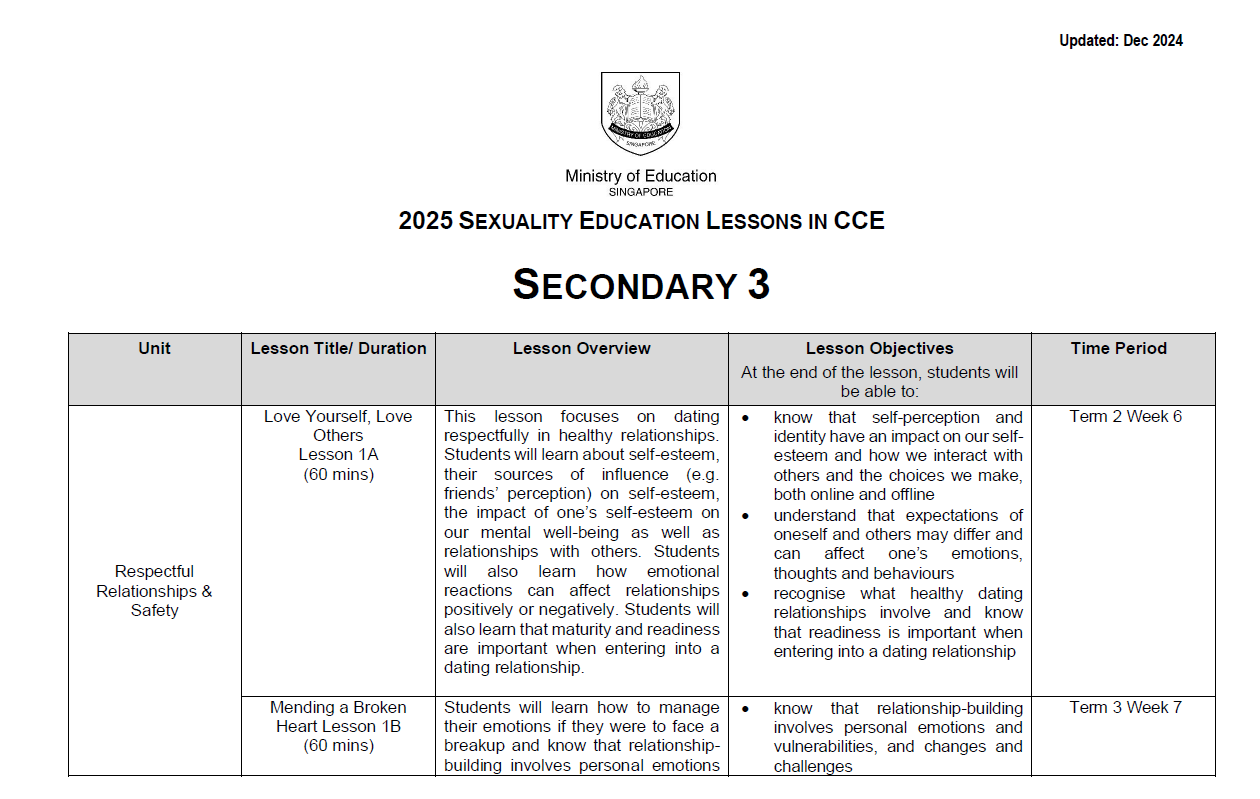 Updated: Dec 2024
MINISTRY OF EDUCATION
SINGAPORE
Ministry of Education
SINGAPORE
2025 SEXUALITY EDUCATION LESSONS IN CCE
SECONDARY 3
Unit
Lesson Title/ Duration
Lesson Overview
Lesson Objectives
At the end of the lesson, students will
be able to:
Time Period
Respectful
Relationships &
Safety
Love Yourself, Love
Others
Lesson 1A
(60 mins)
This lesson focuses on dating
respectfully in healthy relationships.
Students will learn about self-esteem,
their sources of influence (e.g.
friends’ perception) on self-esteem,
the impact of one’s self-esteem on
our mental well-being as well as
relationships with others. Students
will also learn how emotional
reactions can affect relationships
positively or negatively. Students will
also learn that maturity and readiness
are important when entering into a
dating relationship.
• know that self-perception and
identity have an impact on our self-
esteem and how we interact with
others and the choices we make,
both online and offline
• understand that expectations of
oneself and others may differ and
can affect one’s emotions,
thoughts and behaviours
• recognise what healthy dating
relationships involve and know
that readiness is important when
entering into a dating relationship
Term 2 Week 6
Mending a Broken
Heart Lesson 1B
(60 mins)
Students will learn how to manage
their emotions if they were to face a
breakup and know that relationship-
building involves personal emotions
• know that relationship-building
involves personal emotions and
vulnerabilities, and changes and
challenges
Term 3 Week 7